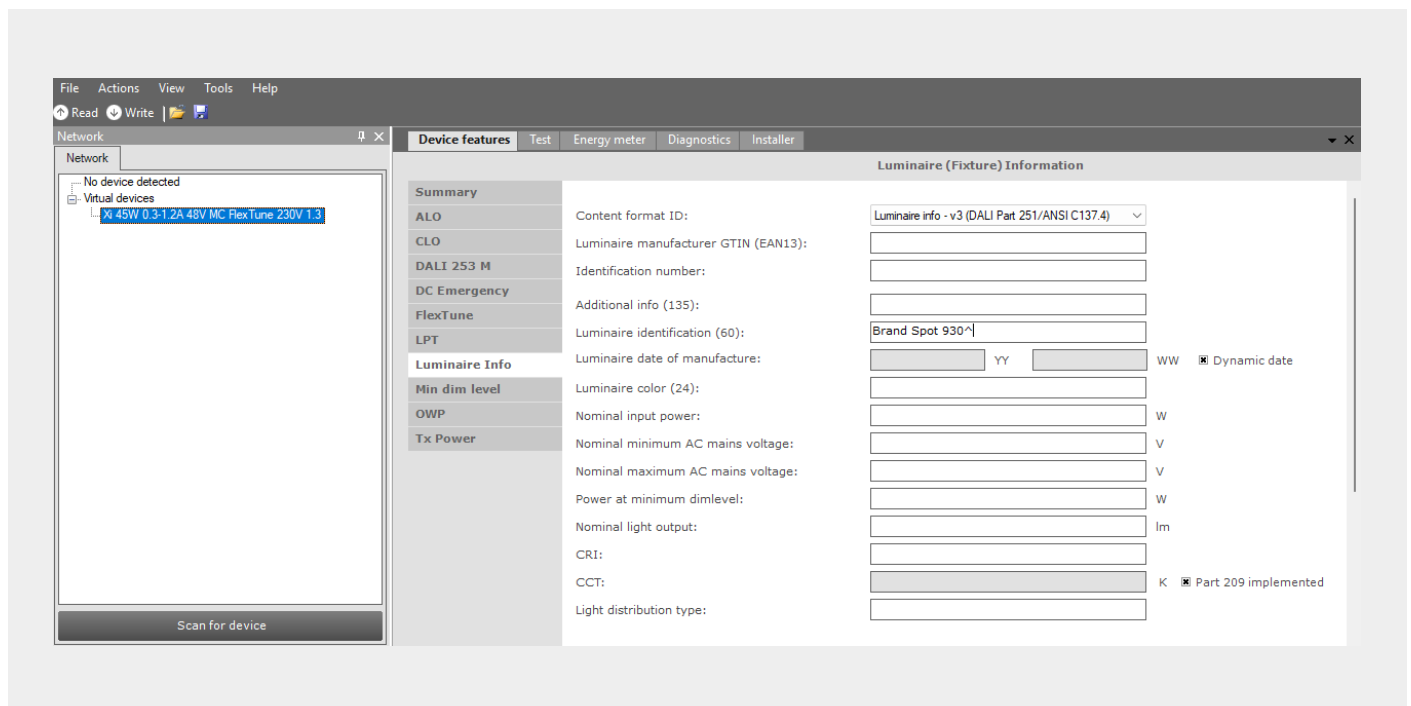 File Actions View Tools Help
Read Write
Network
Network
No device detected
Virtual devices
Xi 45W 0.3-1.2A 48V MC FlexTune 230V 1.3
Scan for device
Device features Test Energy meter Diagnostics Installer
Luminaire (Fixture) Information
Summary
ALO
CLO
DALI 253 M
DC Emergency
FlexTune
LPT
Luminaire Info
Min dim level
OWP
Tx Power
Content format ID: Luminaire info - v3 (DALI Part 251/ANSI C137.4)
Luminaire manufacturer GTIN (EAN13):
Identification number:
Additional info (135):
Luminaire identification (60): Brand Spot 930^
Luminaire date of manufacture: YY WW Dynamic date
Luminaire color (24):
Nominal input power: W
Nominal minimum AC mains voltage: V
Nominal maximum AC mains voltage: V
Power at minimum dimlevel: W
Nominal light output: lm
CRI:
CCT: K Part 209 implemented
Light distribution type: